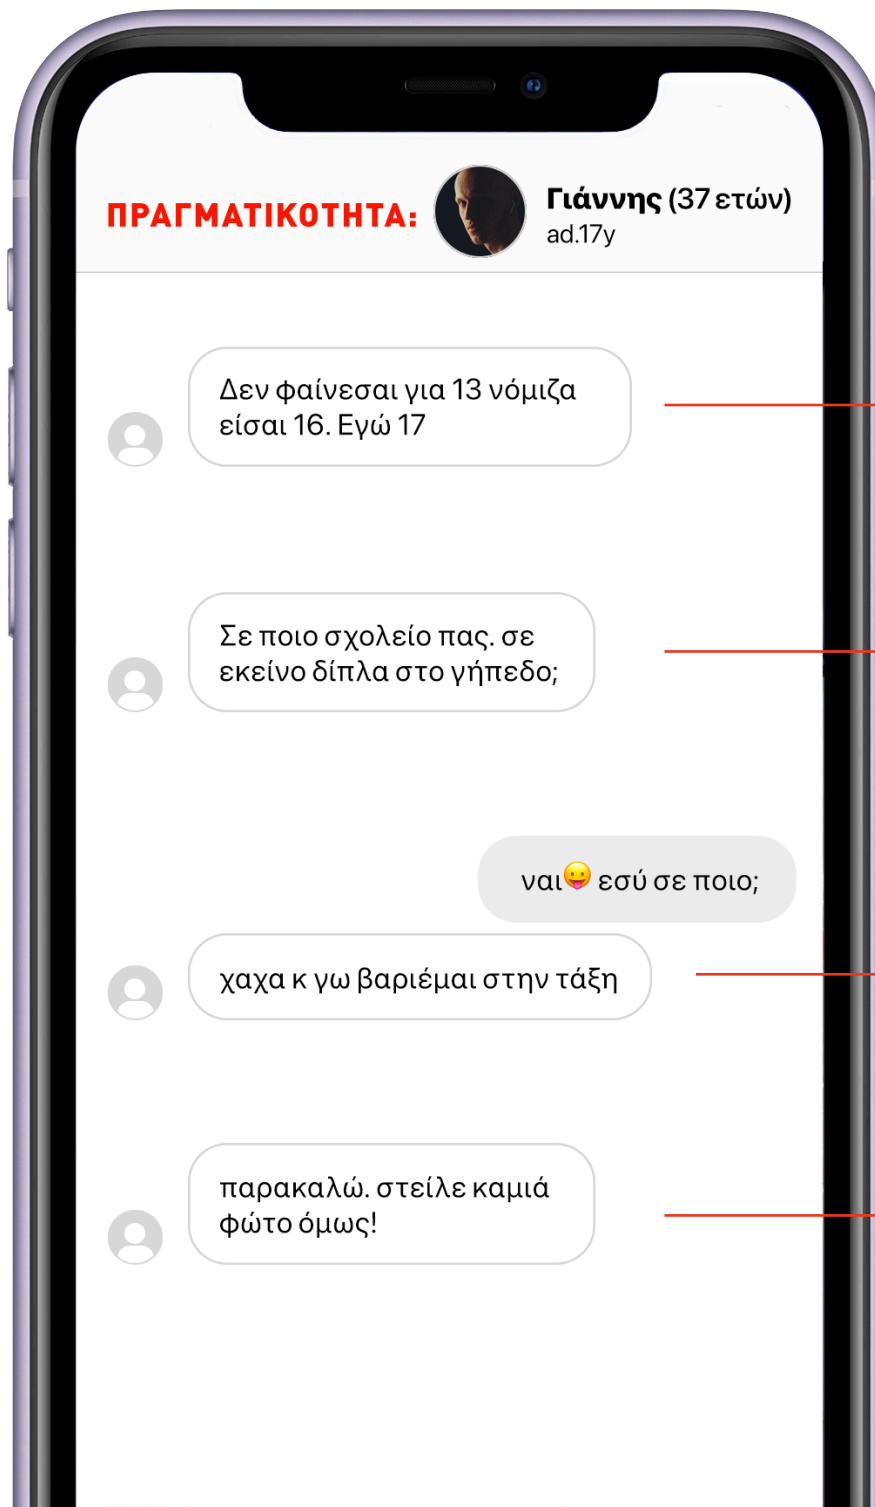 ΠΡΑΓΜΑΤΙΚΟΤΗΤΑ:
Γιάννης (37 ετών)
ad.17y
Δεν φαίνεσαι για 13 νόμιζα
είσαι 16. Εγώ 17
Σε ποιο σχολείο πας. σε
εκείνο δίπλα στο γήπεδο;
ναι😛 εσύ σε ποιο;
χαχα κ γω βαριέμαι στην τάξη
παρακαλώ. στείλε καμιά
φώτο όμως!